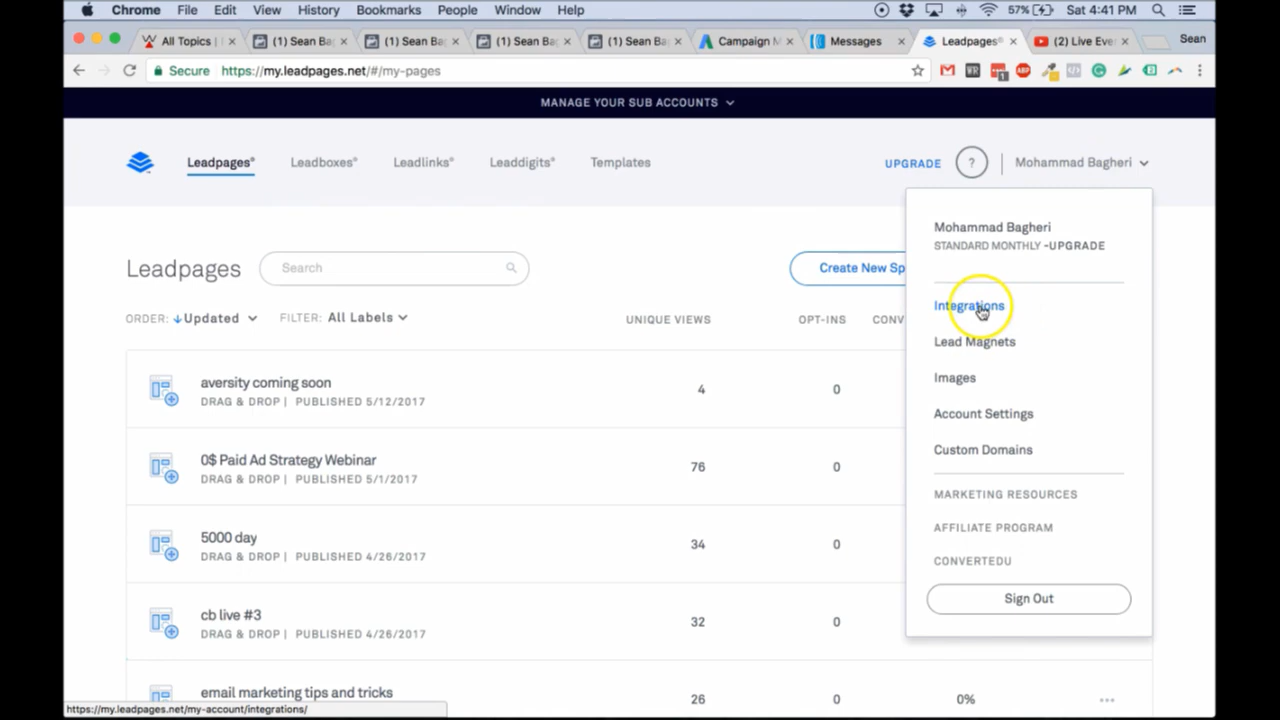 Chrome File Edit View History Bookmarks People Window Help 57% Sat 4:41 PM
All Topics | (1) Sean Ba (1) Sean Ba (1) Sean Ba (1) Sean Ba Campaign M Messages Leadpages® (2) Live Eve Sean
Secure https://my.leadpages.net/#/my-pages
MANAGE YOUR SUB ACCOUNTS
Leadpages® Leadboxes® Leadlinks® Leaddigits® Templates UPGRADE ? Mohammad Bagheri
Mohammad Bagheri
STANDARD MONTHLY -UPGRADE
Integrations
Lead Magnets
Images
Account Settings
Custom Domains
MARKETING RESOURCES
AFFILIATE PROGRAM
CONVERTEDU
Sign Out
Leadpages Search Create New Sp
ORDER: Updated FILTER: All Labels UNIQUE VIEWS OPT-INS CONV
aversity coming soon 4 0
DRAG & DROP | PUBLISHED 5/12/2017
0$ Paid Ad Strategy Webinar 76 0
DRAG & DROP | PUBLISHED 5/1/2017
5000 day 34 0
DRAG & DROP | PUBLISHED 4/26/2017
cb live #3 32 0
DRAG & DROP | PUBLISHED 4/26/2017
email marketing tips and tricks 26 0 0%
https://my.leadpages.net/my-account/integrations/